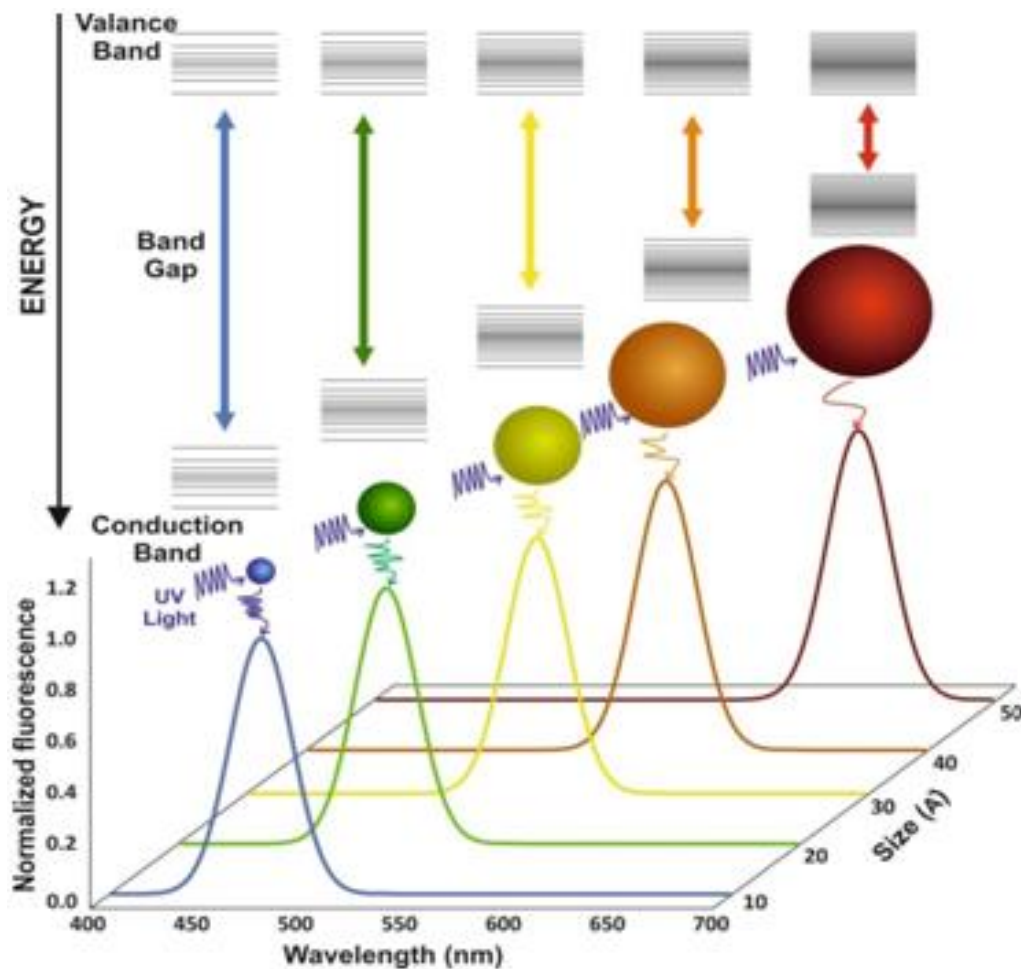 Valance
Band
ENERGY
Band
Gap
Conduction
Band
UV
Light
Normalized fluorescence
1.2
1.0
0.8
0.6
0.4
0.2
0.0
400
450
500
550
600
650
700
Wavelength (nm)
10
20
30
40
50
Size (A)